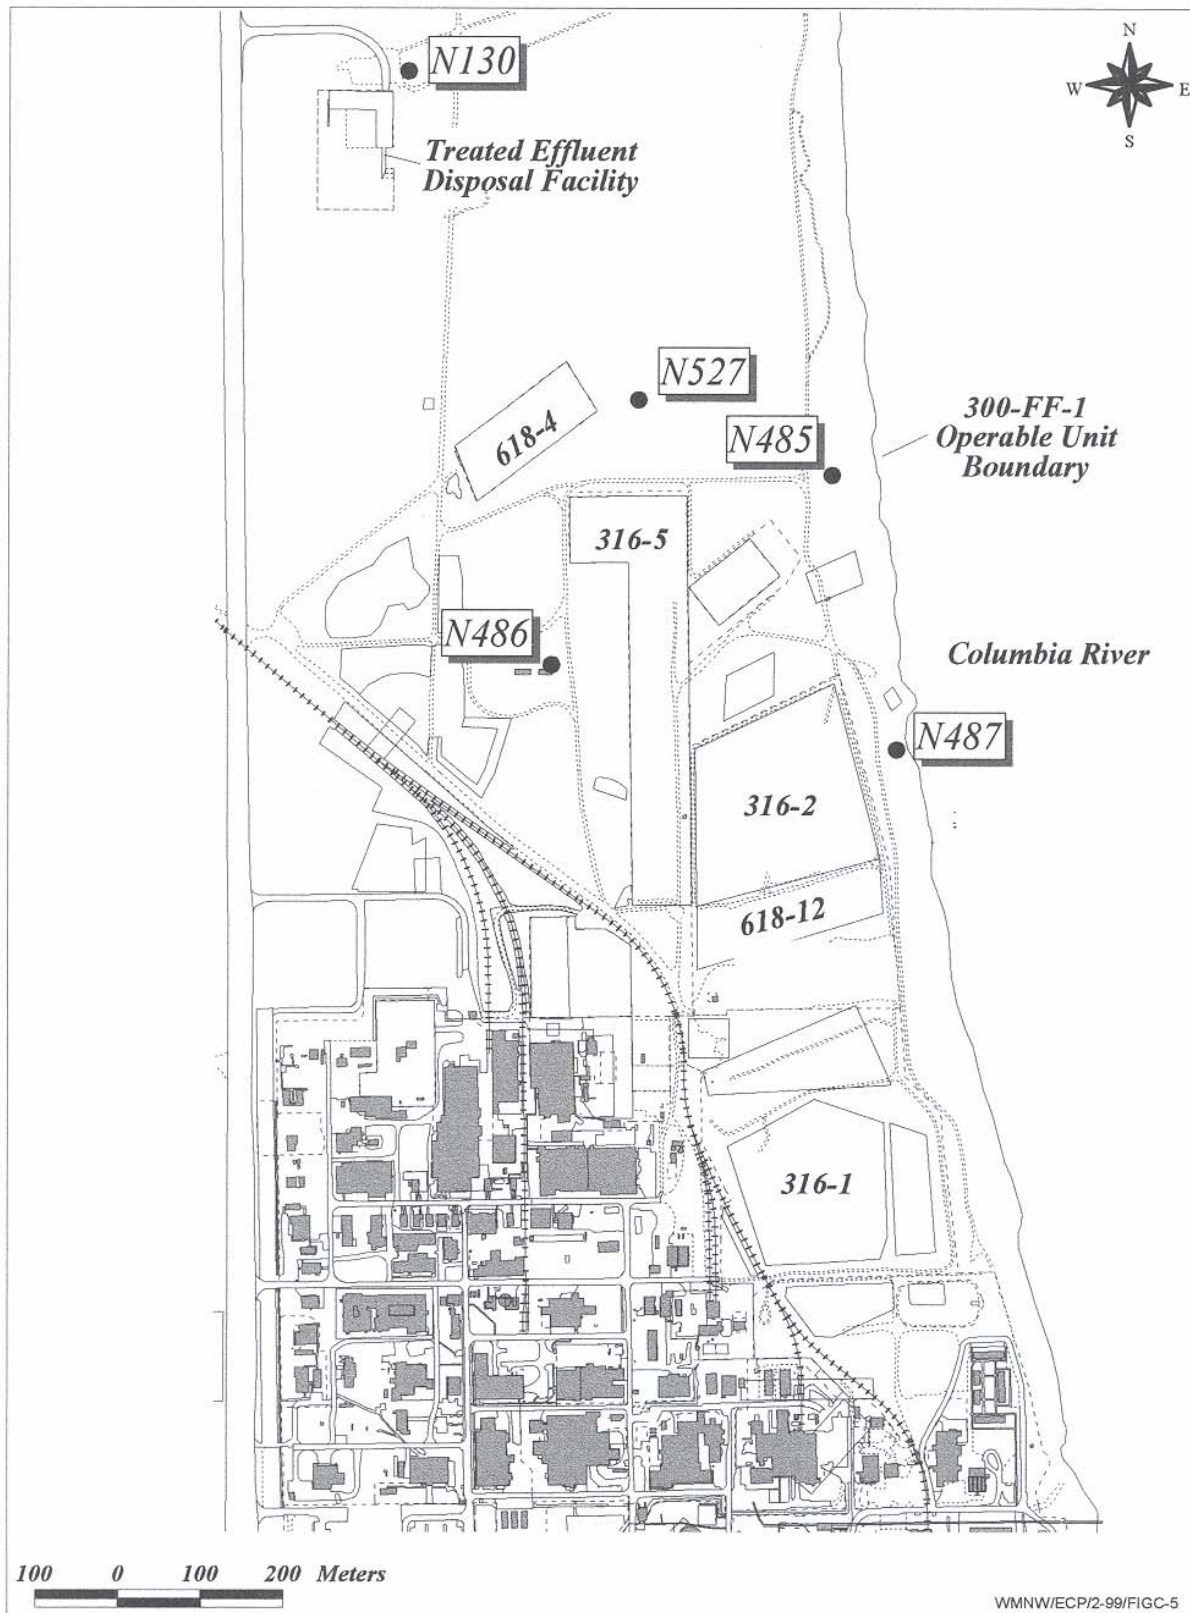 N
W E
S
N130
Treated Effluent
Disposal Facility
N527
618-4
N485
300-FF-1
Operable Unit
Boundary
316-5
N486
Columbia River
N487
316-2
618-12
316-1
100 0 100 200 Meters
WMNW/ECP/2-99/FIGC-5